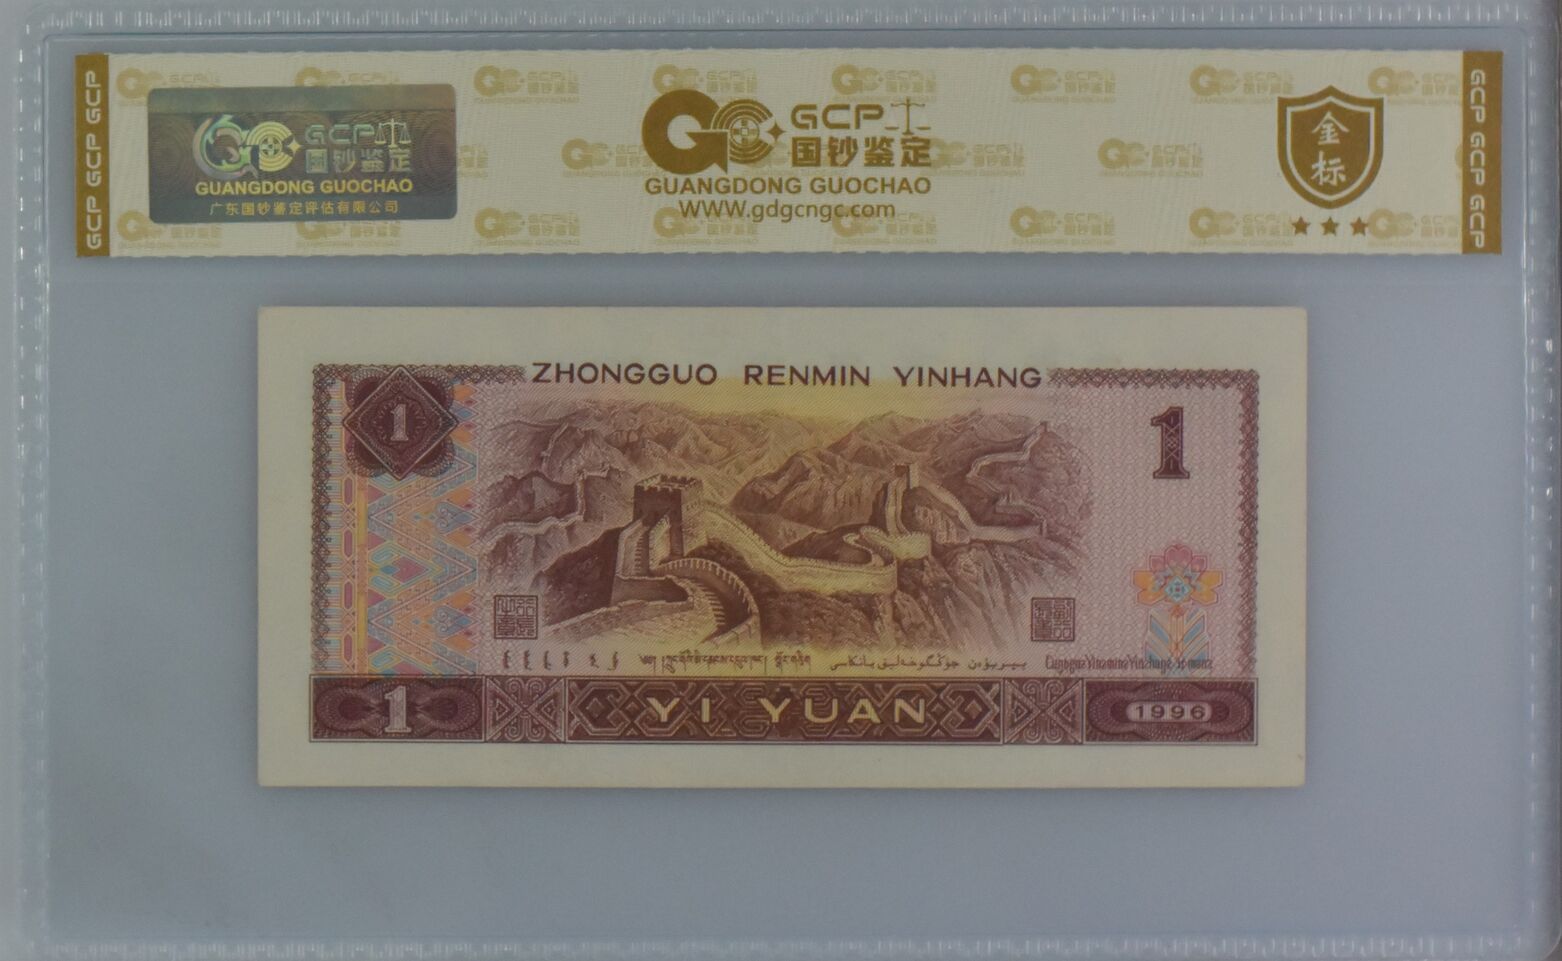 GCP GCP GCP
GCP 国钞鉴定
GUANGDONG GUOCHAO
广东国钞鉴定评估有限公司
GCP
国钞鉴定
GUANGDONG GUOCHAO
WWW.gdgcngc.com
金标
GCP GCP GCP
ZHONGGUO RENMIN YINHANG
1
1
YI YUAN
1
1996